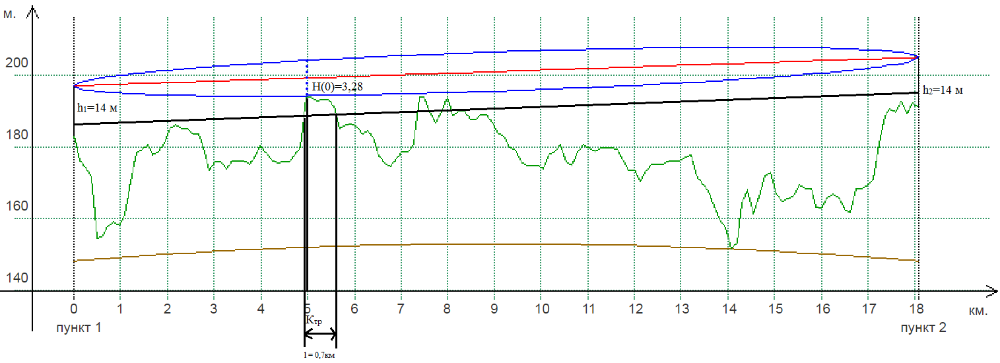 м.
200
180
160
140
H(0)=3,28
h₁=14 м
h₂=14 м
0 1 2 3 4 5 6 7 8 9 10 11 12 13 14 15 16 17 18 км.
пункт 1 Kтр пункт 2
l = 0,7км